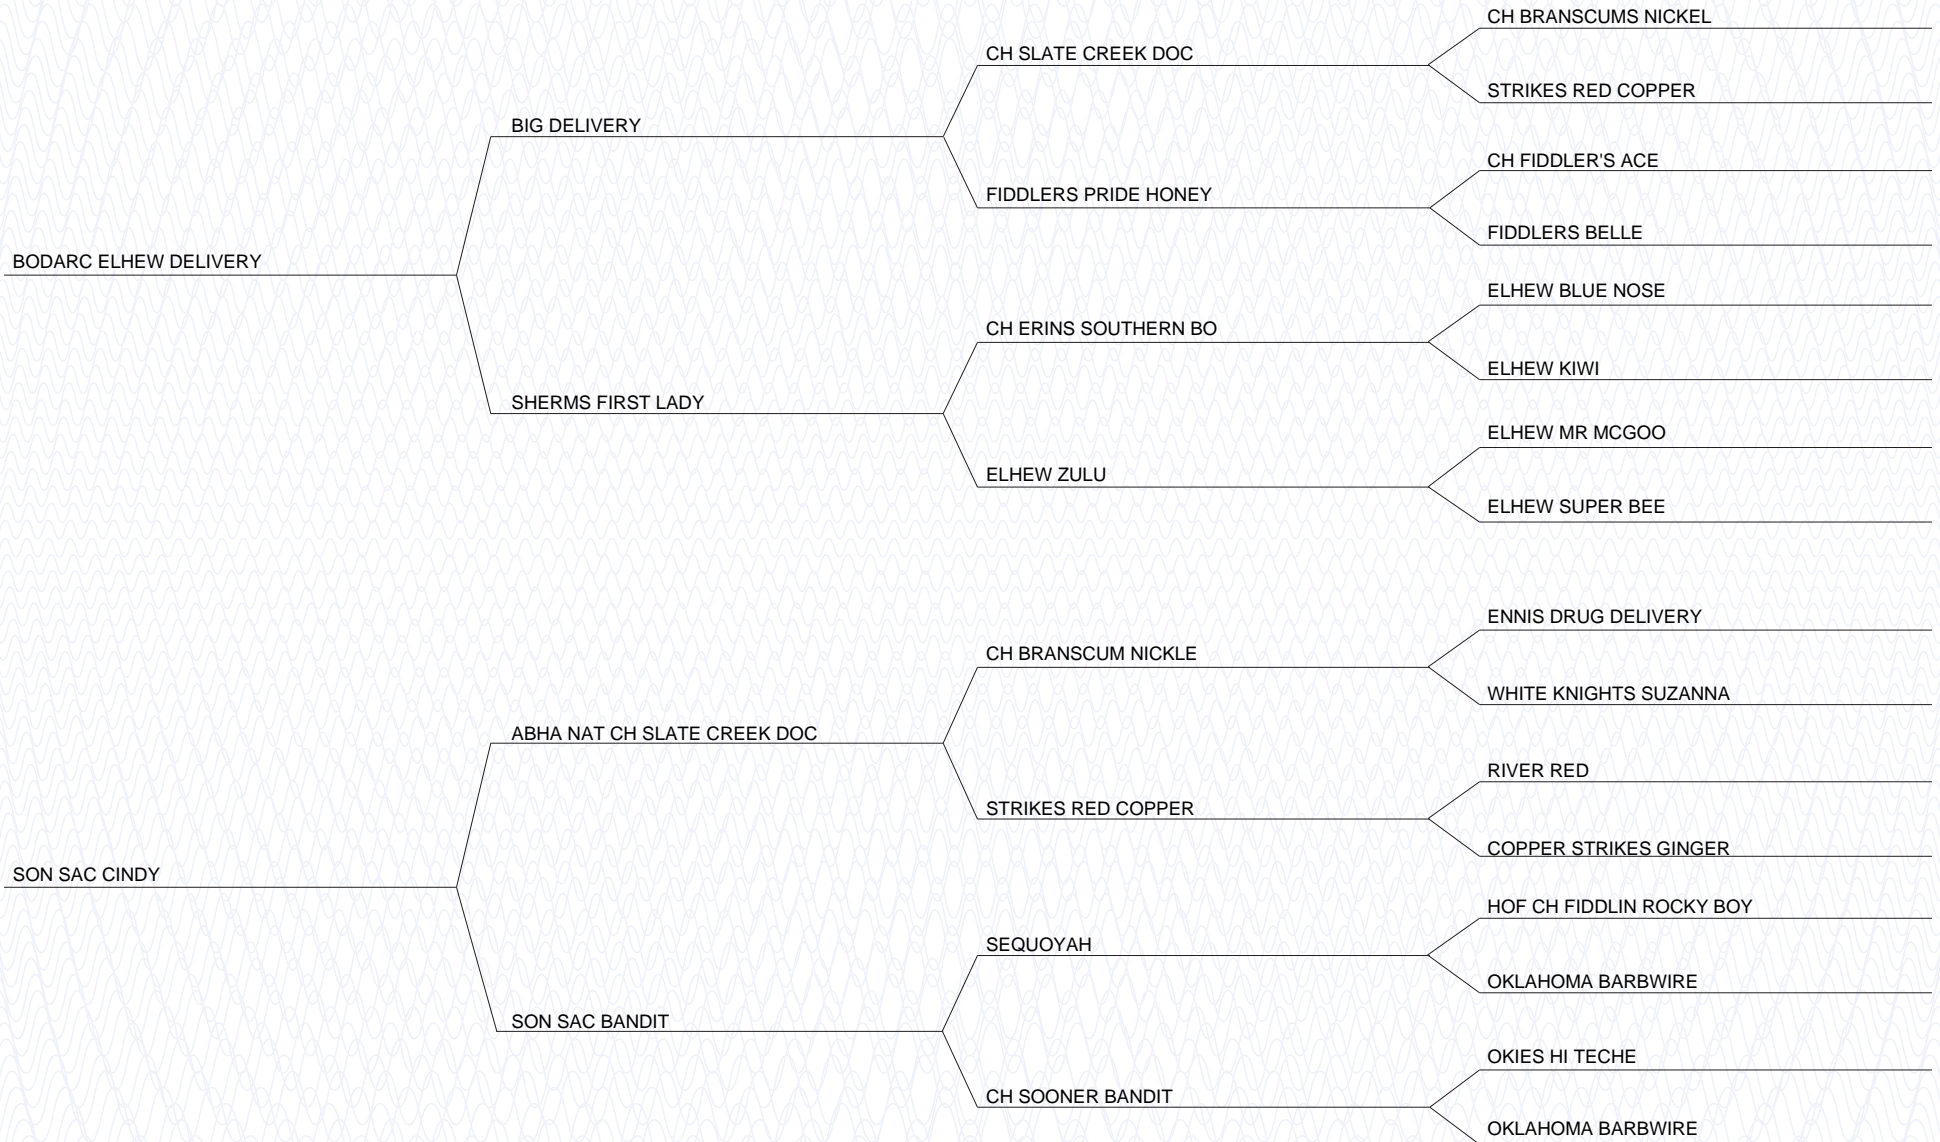 CH BRANSCUMS NICKEL
CH SLATE CREEK DOC
STRIKES RED COPPER
BIG DELIVERY
CH FIDDLER'S ACE
FIDDLERS PRIDE HONEY
FIDDLERS BELLE
BODARC ELHEW DELIVERY
ELHEW BLUE NOSE
CH ERINS SOUTHERN BO
ELHEW KIWI
SHERMS FIRST LADY
ELHEW MR MCGOO
ELHEW ZULU
ELHEW SUPER BEE
ENNIS DRUG DELIVERY
CH BRANSCUM NICKLE
WHITE KNIGHTS SUZANNA
ABHA NAT CH SLATE CREEK DOC
RIVER RED
STRIKES RED COPPER
COPPER STRIKES GINGER
SON SAC CINDY
HOF CH FIDDLIN ROCKY BOY
SEQUOYAH
OKLAHOMA BARBWIRE
SON SAC BANDIT
OKIES HI TECHE
CH SOONER BANDIT
OKLAHOMA BARBWIRE